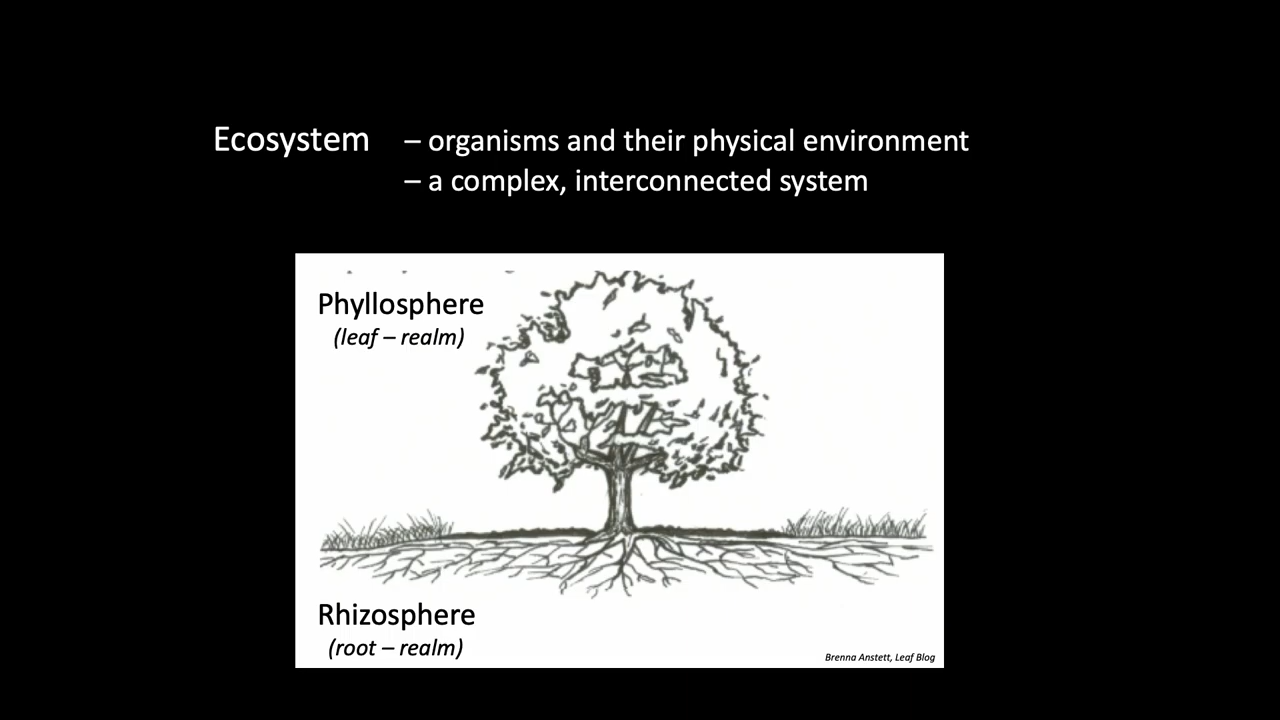 Ecosystem – organisms and their physical environment
– a complex, interconnected system
Phyllosphere
(leaf – realm)
Rhizosphere
(root – realm)
Brenna Anstett, Leaf Blog